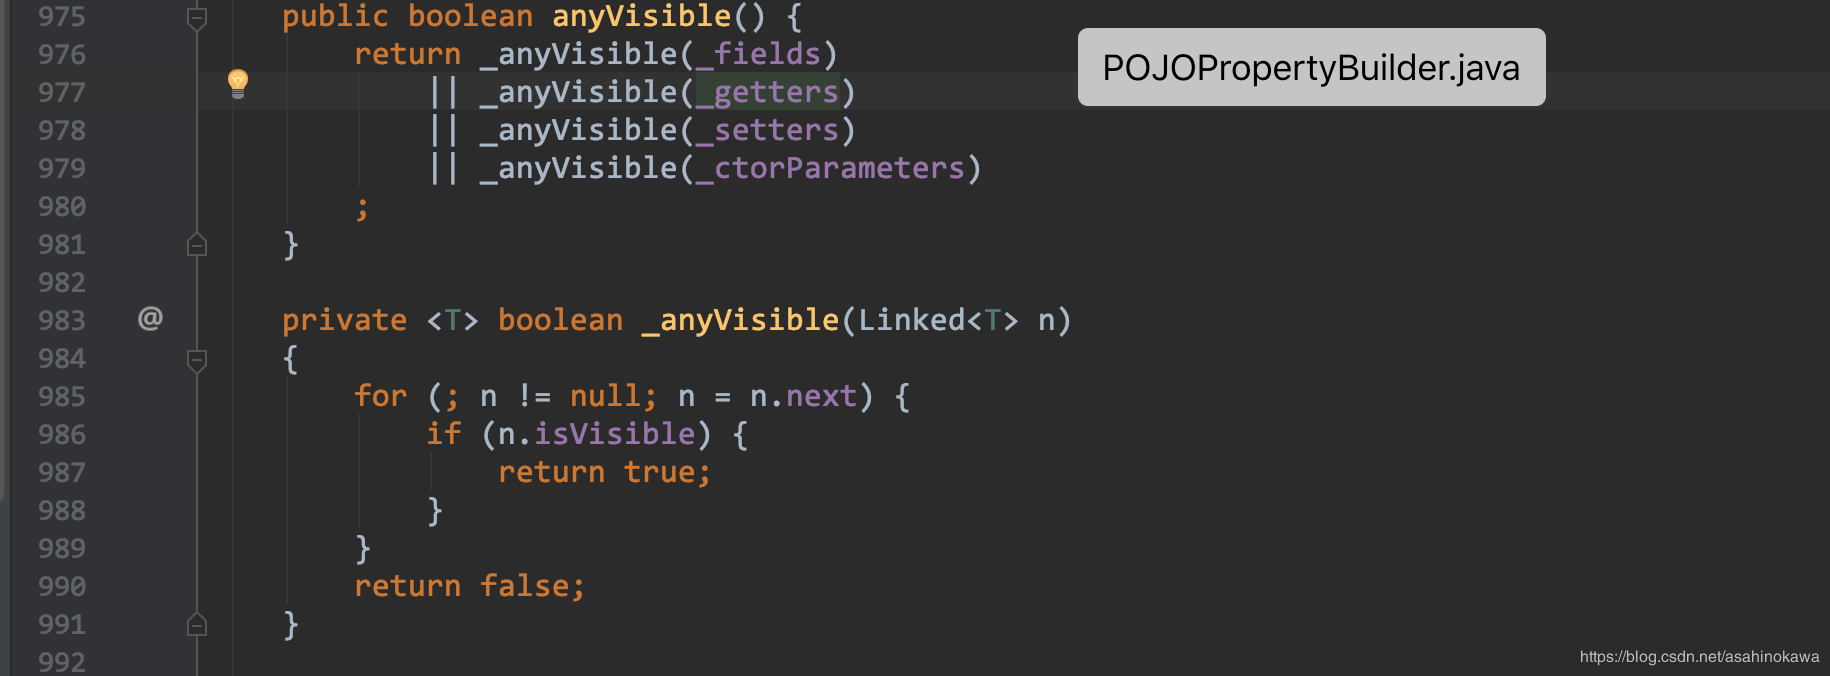 975 public boolean anyVisible() {
POJOPropertyBuilder.java
976 return _anyVisible(_fields)
977 || _anyVisible(_getters)
978 || _anyVisible(_setters)
979 || _anyVisible(_ctorParameters)
980 ;
981 }
982
983 @ private <T> boolean _anyVisible(Linked<T> n)
984 {
985 for (; n != null; n = n.next) {
986 if (n.isVisible) {
987 return true;
988 }
989 }
990 return false;
991 }
992
https://blog.csdn.net/asahinokawa